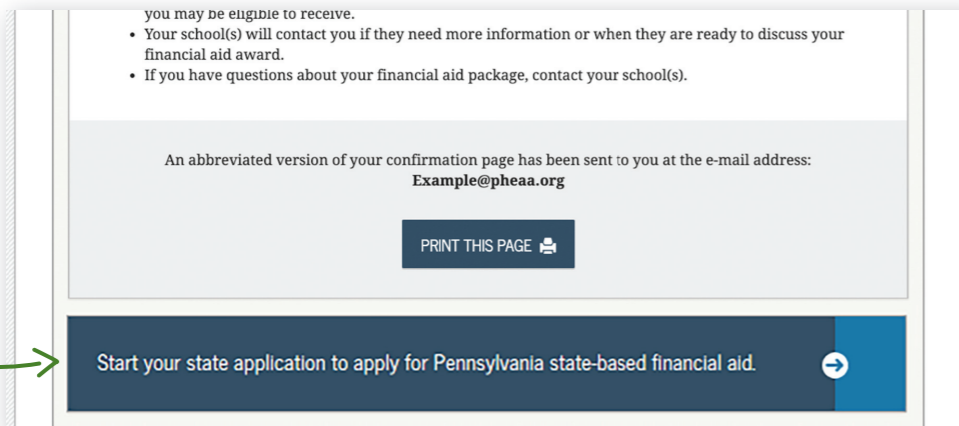 you may be eligible to receive.
• Your school(s) will contact you if they need more information or when they are ready to discuss your
financial aid award.
• If you have questions about your financial aid package, contact your school(s).
An abbreviated version of your confirmation page has been sent to you at the e-mail address:
Example@pheaa.org
PRINT THIS PAGE
Start your state application to apply for Pennsylvania state-based financial aid.